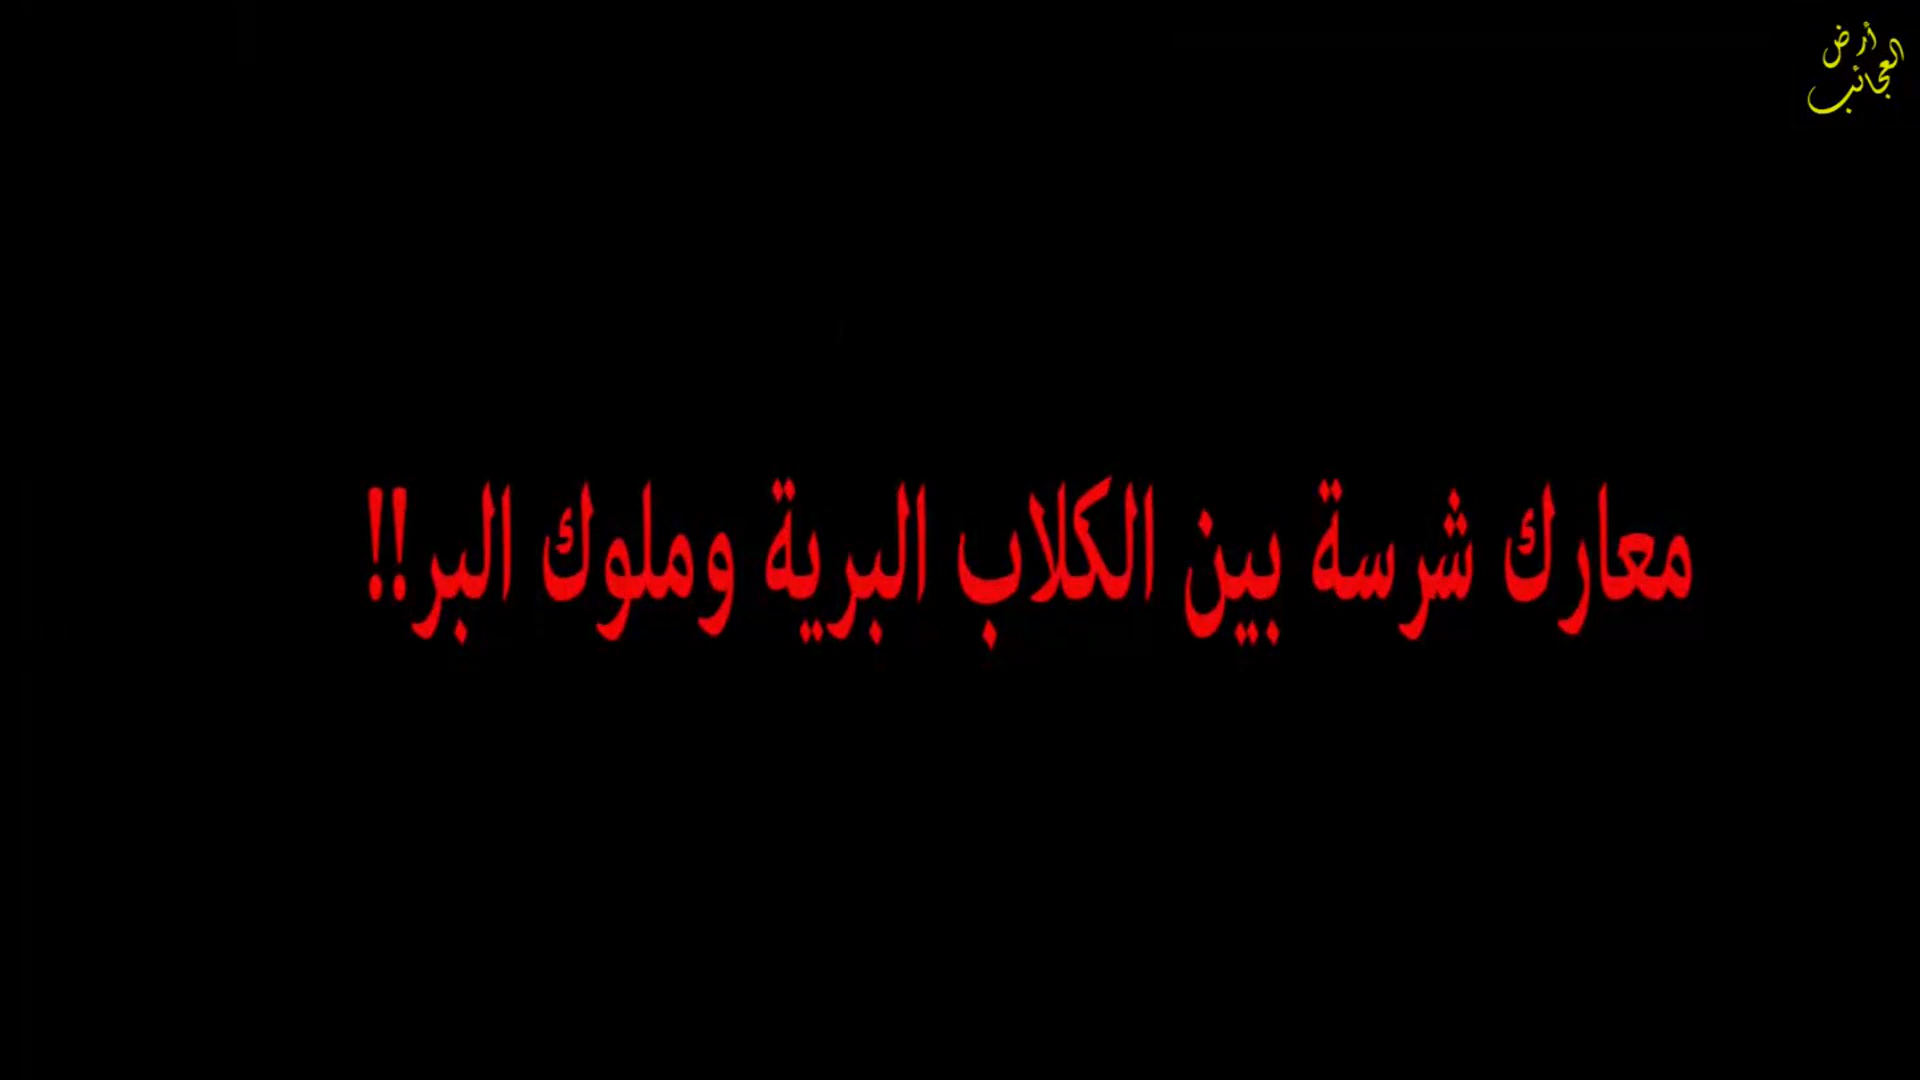 أرض
العجائب
معارك شرسة بين الكلاب البرية وملوك البر!!